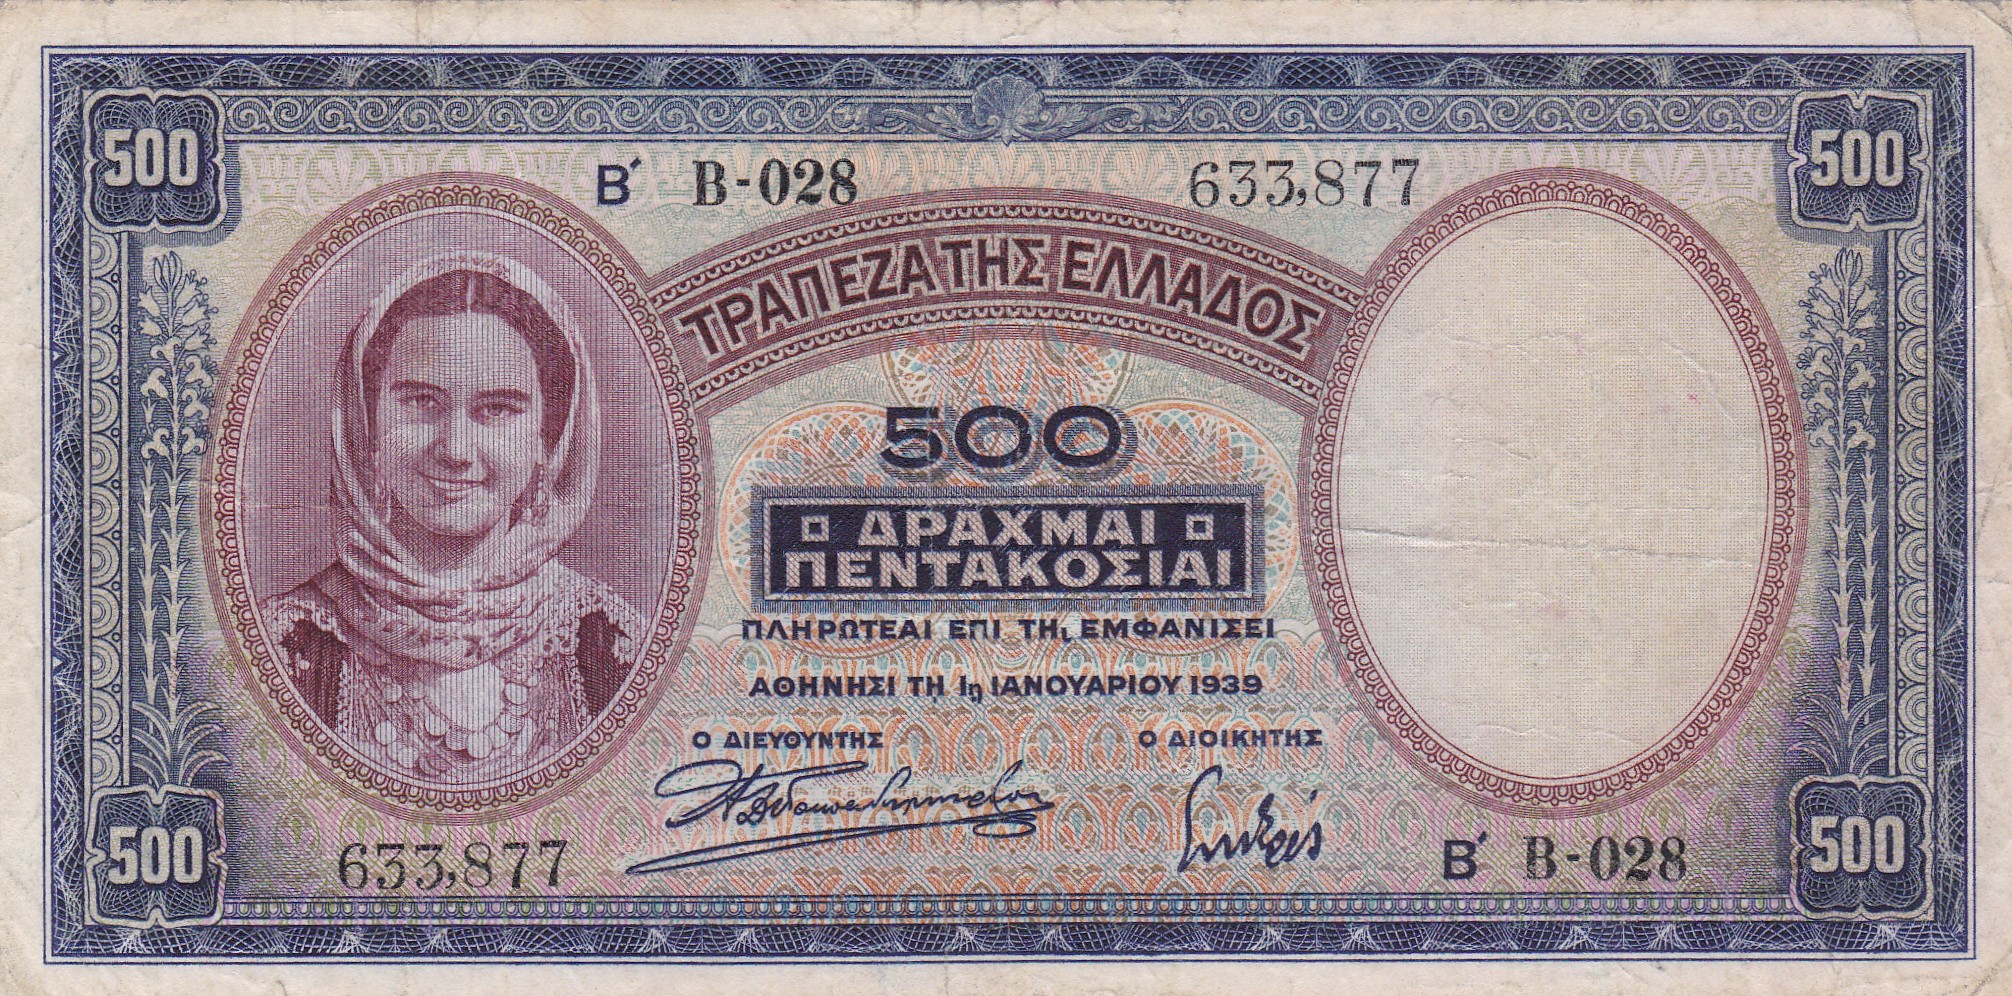 500 500
Β΄ Β-028 633,877
ΤΡΑΠΕΖΑ ΤΗΣ ΕΛΛΑΔΟΣ
500
ΔΡΑΧΜΑΙ
ΠΕΝΤΑΚΟΣΙΑΙ
ΠΛΗΡΩΤΕΑΙ ΕΠΙ ΤΗι ΕΜΦΑΝΙΣΕΙ
ΑΘΗΝΗΣΙ ΤΗ 1η ΙΑΝΟΥΑΡΙΟΥ 1939
Ο ΔΙΕΥΘΥΝΤΗΣ Ο ΔΙΟΙΚΗΤΗΣ
633,877 Β΄ Β-028
500 500